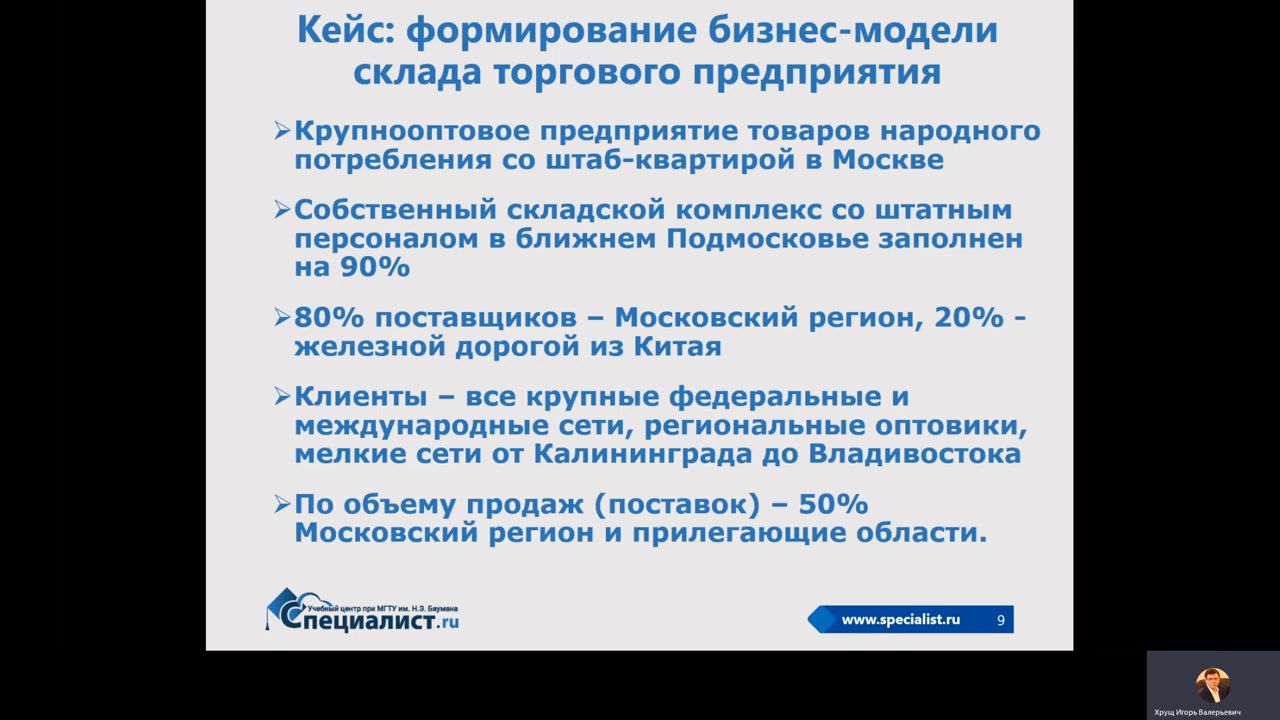 Кейс: формирование бизнес-модели
склада торгового предприятия
Крупнооптовое предприятие товаров народного
потребления со штаб-квартирой в Москве
Собственный складской комплекс со штатным
персоналом в ближнем Подмосковье заполнен
на 90%
80% поставщиков – Московский регион, 20% -
железной дорогой из Китая
Клиенты – все крупные федеральные и
международные сети, региональные оптовики,
мелкие сети от Калининграда до Владивостока
По объему продаж (поставок) – 50%
Московский регион и прилегающие области.
Учебный центр при МГТУ им. Н.Э. Баумана
Специалист.ru
www.specialist.ru 9
Хрущ Игорь Валерьевич